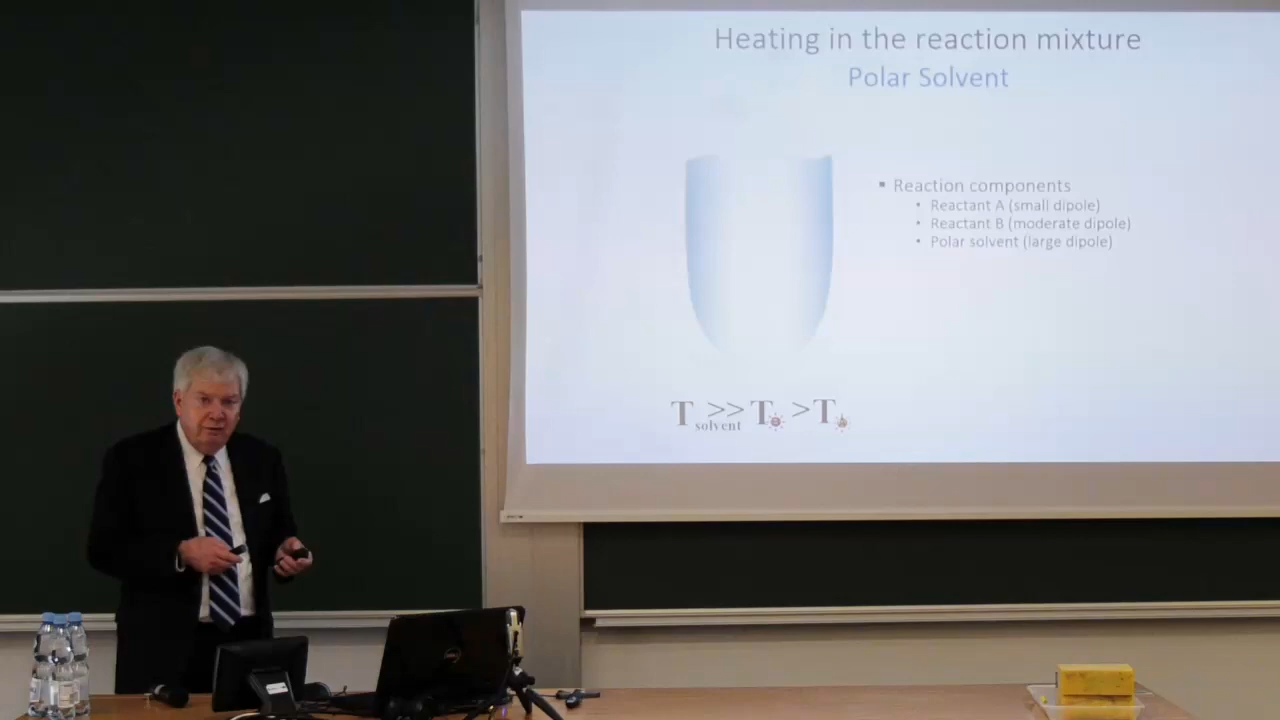 Heating in the reaction mixture
Polar Solvent
▪ Reaction components
• Reactant A (small dipole)
• Reactant B (moderate dipole)
• Polar solvent (large dipole)
T solvent >> T > T